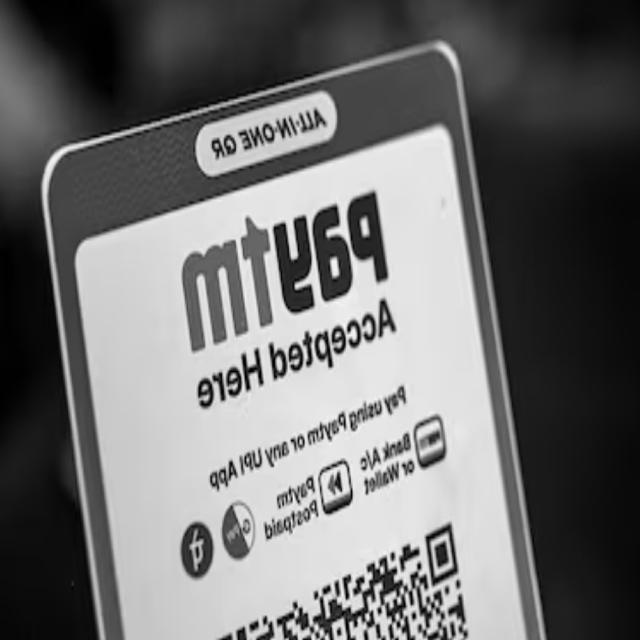 ALL-IN-ONE QR
paytm
Accepted Here
Pay using Paytm or any UPI App
Bank A/c
or Wallet
Paytm
Postpaid